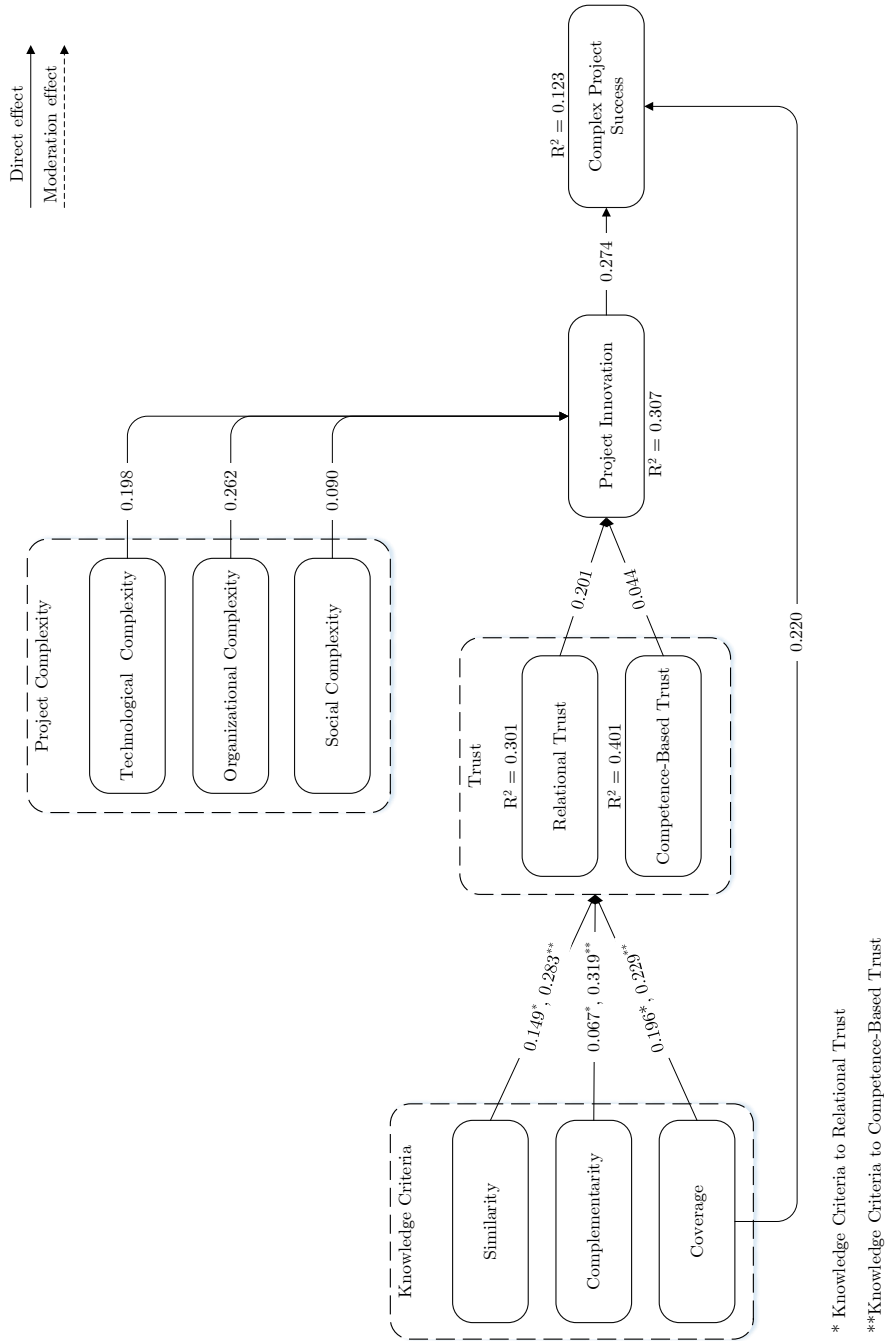 Direct effect
Moderation effect
Project Complexity
Technological Complexity
Organizational Complexity
Social Complexity
0.198
0.262
0.090
Knowledge Criteria
Similarity
Complementarity
Coverage
0.149*, 0.283**
0.067*, 0.319**
0.196*, 0.229**
Trust
R² = 0.301
Relational Trust
R² = 0.401
Competence-Based Trust
0.201
0.044
Project Innovation
R² = 0.307
0.274
R² = 0.123
Complex Project
Success
0.220
* Knowledge Criteria to Relational Trust
**Knowledge Criteria to Competence-Based Trust